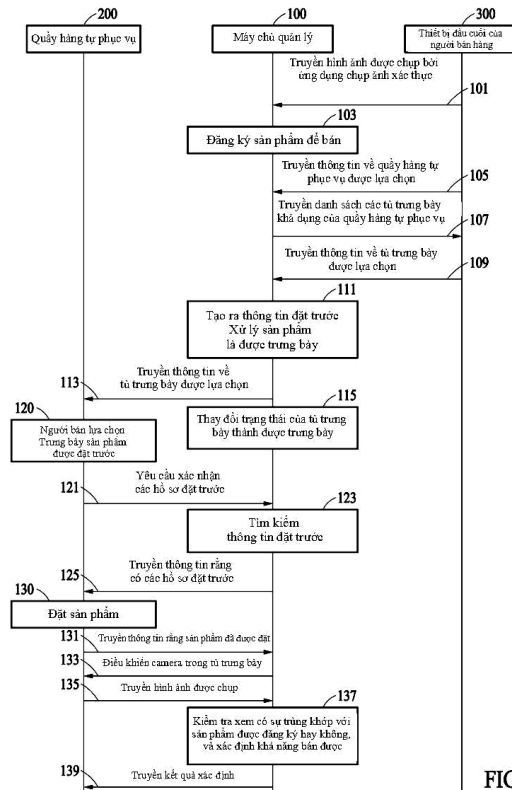 200
100
300
Quầy hàng tự phục vụ
Máy chủ quản lý
Thiết bị đầu cuối của
người bán hàng
Truyền hình ảnh được chụp bởi
ứng dụng chụp ảnh xác thực
101
103
Đăng ký sản phẩm để bán
Truyền thông tin về quầy hàng tự
phục vụ được lựa chọn
105
Truyền danh sách các tủ trưng bày
khả dụng của quầy hàng tự phục vụ
107
Truyền thông tin về tủ trưng bày
được lựa chọn
109
111
Tạo ra thông tin đặt trước
Xử lý sản phẩm
là được trưng bày
Truyền thông tin về
tủ trưng bày được lựa chọn
113
115
Thay đổi trạng thái của tủ trưng
bày thành được trưng bày
120
Người bán lựa chọn
Trưng bày sản phẩm
được đặt trước
Yêu cầu xác nhận
các hồ sơ đặt trước
121
123
Tìm kiếm
thông tin đặt trước
Truyền thông tin rằng
có các hồ sơ đặt trước
125
130
Đặt sản phẩm
131
Truyền thông tin rằng sản phẩm đã được đặt
133
Điều khiển camera trong tủ trưng bày
135
Truyền hình ảnh được chụp
137
Kiểm tra xem có sự trùng khớp với
sản phẩm được đăng ký hay không,
và xác định khả năng bán được
139
Truyền kết quả xác định
FIG